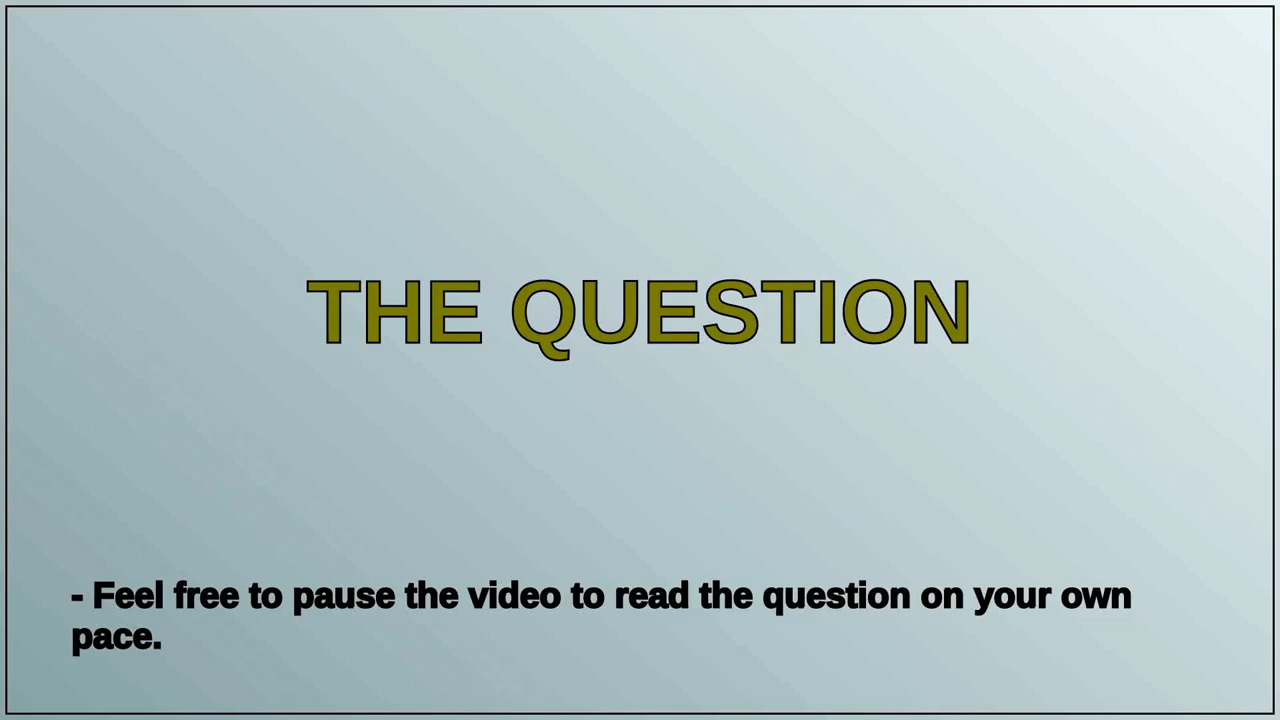 THE QUESTION
- Feel free to pause the video to read the question on your own
pace.